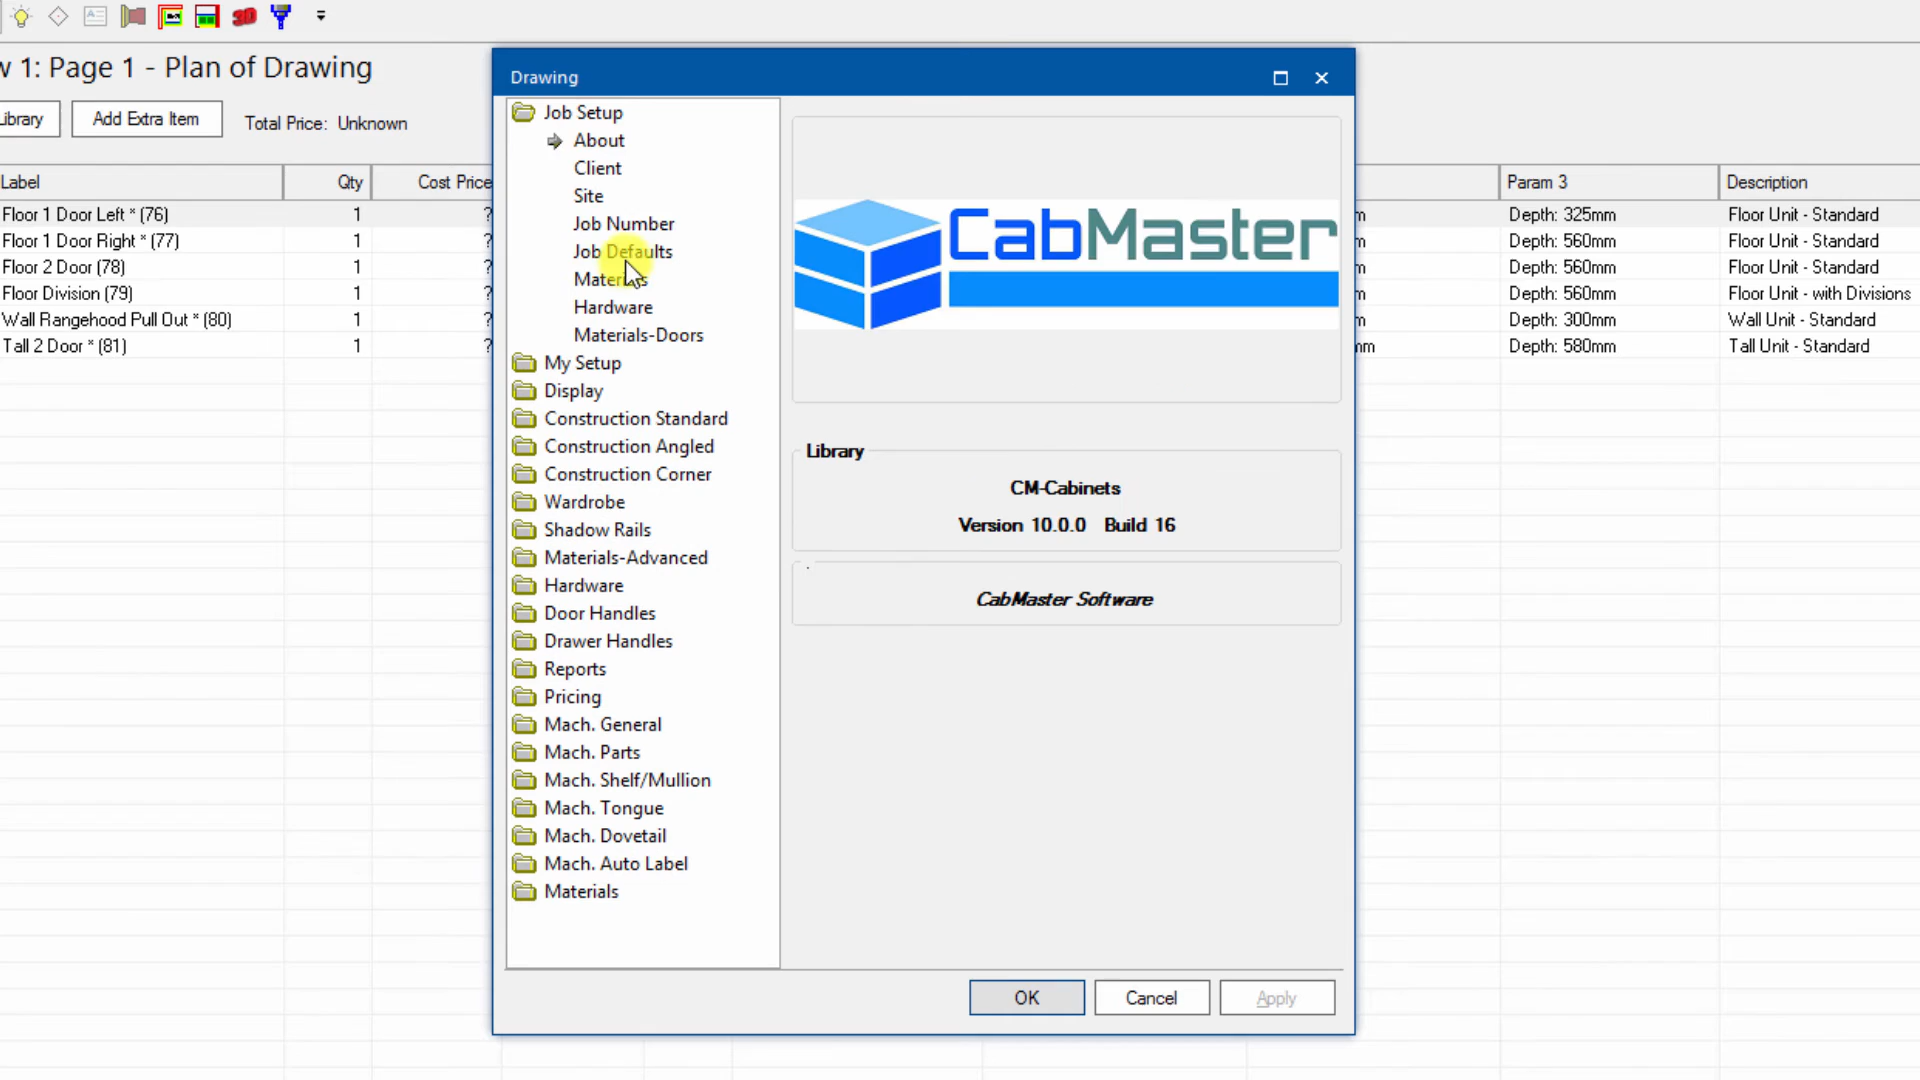 3D
w 1: Page 1 - Plan of Drawing
Library
Add Extra Item
Total Price: Unknown
Label Qty Cost Price Param 3 Description
Floor 1 Door Left * (76) 1 ? m Depth: 325mm Floor Unit - Standard
Floor 1 Door Right * (77) 1 ? m Depth: 560mm Floor Unit - Standard
Floor 2 Door (78) 1 ? m Depth: 560mm Floor Unit - Standard
Floor Division (79) 1 ? m Depth: 560mm Floor Unit - with Divisions
Wall Rangehood Pull Out * (80) 1 ? m Depth: 300mm Wall Unit - Standard
Tall 2 Door * (81) 1 ? mm Depth: 580mm Tall Unit - Standard
Drawing
Job Setup
About
Client
Site
Job Number
Job Defaults
Materials
Hardware
Materials-Doors
My Setup
Display
Construction Standard
Construction Angled
Construction Corner
Wardrobe
Shadow Rails
Materials-Advanced
Hardware
Door Handles
Drawer Handles
Reports
Pricing
Mach. General
Mach. Parts
Mach. Shelf/Mullion
Mach. Tongue
Mach. Dovetail
Mach. Auto Label
Materials
CabMaster
Library
CM-Cabinets
Version 10.0.0 Build 16
.
CabMaster Software
OK
Cancel
Apply